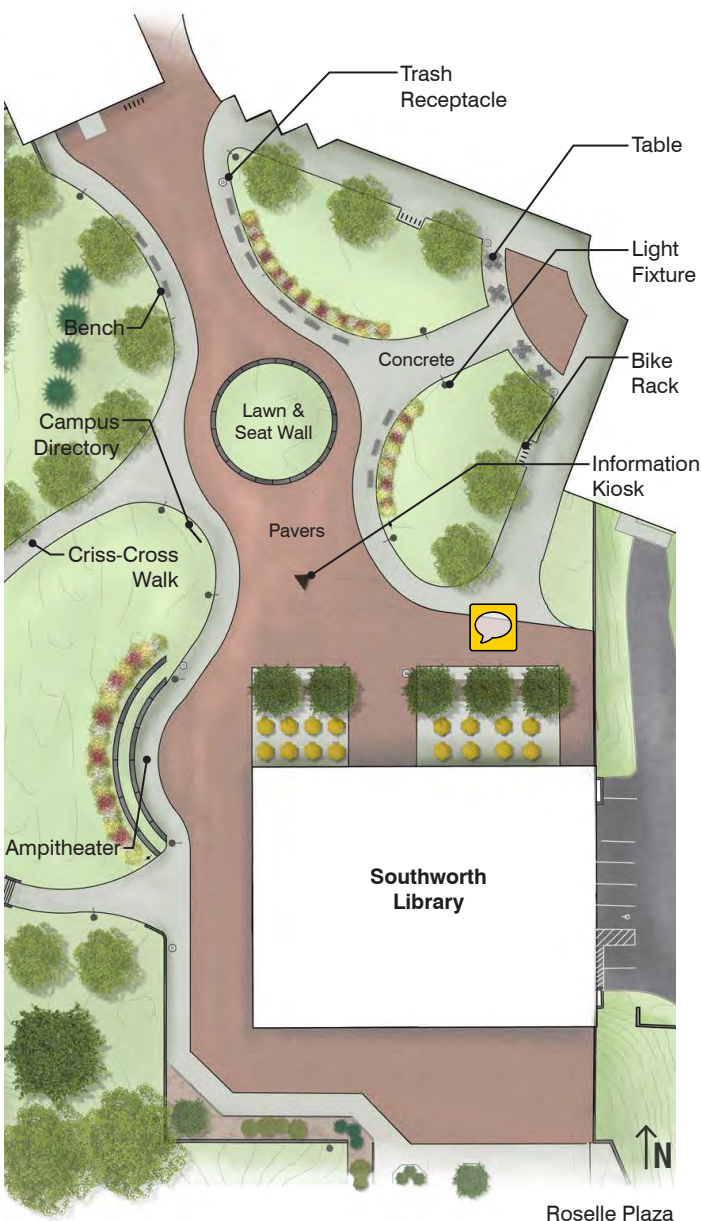 Trash
Receptacle
Table
Light
Fixture
Bench
Concrete
Bike
Rack
Lawn &
Seat Wall
Campus
Directory
Information
Kiosk
Pavers
Criss-Cross
Walk
Ampitheater
Southworth
Library
N
Roselle Plaza